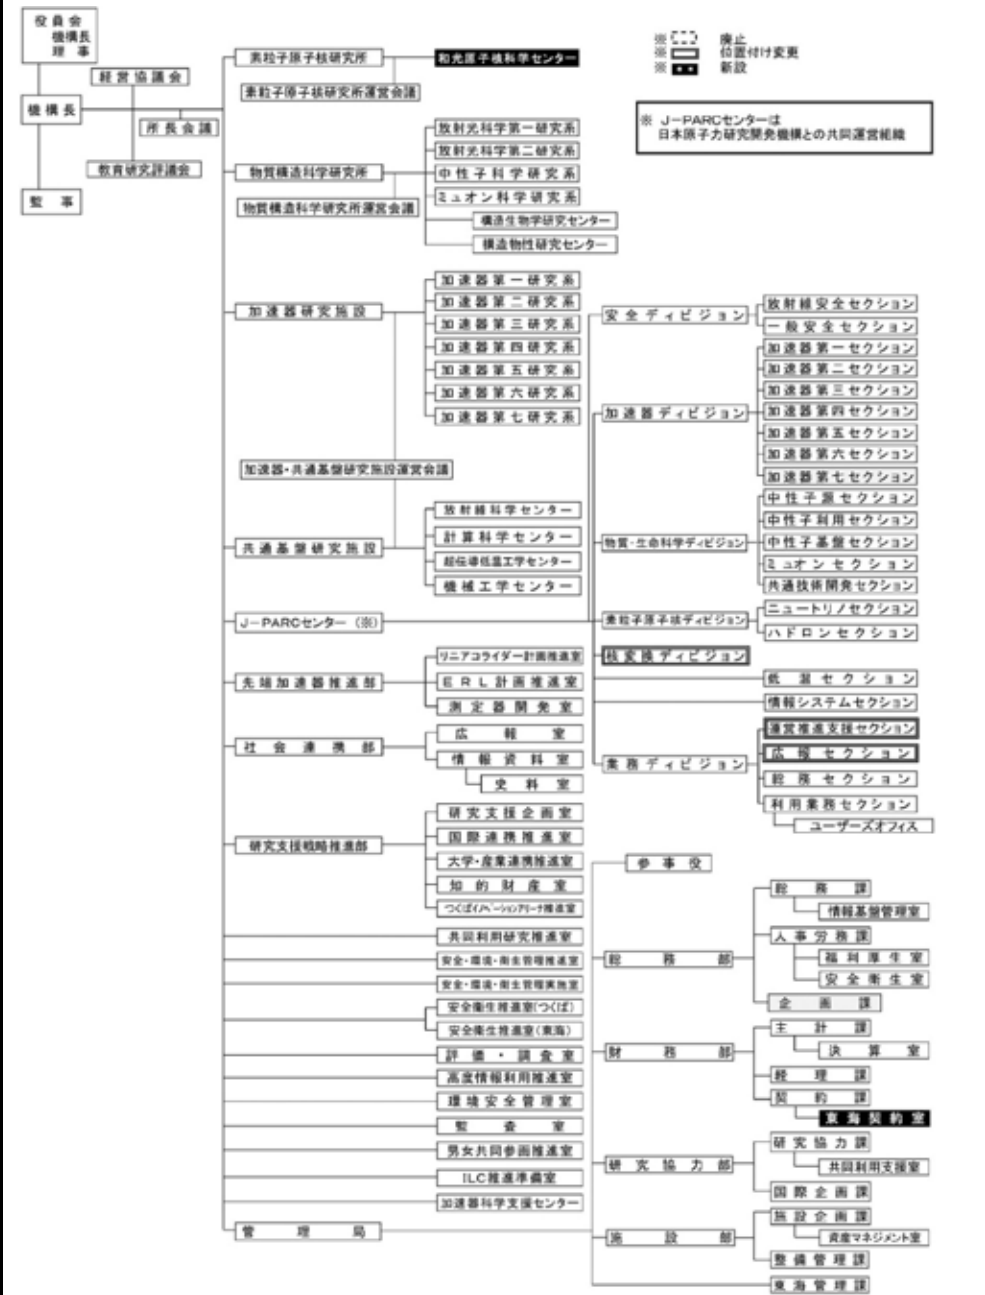 役員会
機構長
理事
経営協議会
機構長
所長会議
教育研究評議会
監事
※ 廃止
※ 位置付け変更
※ 新設
※ J-PARCセンターは
日本原子力研究開発機構との共同運営組織
素粒子原子核研究所
和光原子核科学センター
素粒子原子核研究所運営会議
物質構造科学研究所
物質構造科学研究所運営会議
放射光科学第一研究系
放射光科学第二研究系
中性子科学研究系
ミュオン科学研究系
構造生物学研究センター
構造物性研究センター
加速器研究施設
加速器第一研究系
加速器第二研究系
加速器第三研究系
加速器第四研究系
加速器第五研究系
加速器第六研究系
加速器第七研究系
加速器・共通基盤研究施設運営会議
共通基盤研究施設
放射線科学センター
計算科学センター
超伝導低温工学センター
機械工学センター
J-PARCセンター（※）
安全ディビジョン
放射線安全セクション
一般安全セクション
加速器ディビジョン
加速器第一セクション
加速器第二セクション
加速器第三セクション
加速器第四セクション
加速器第五セクション
加速器第六セクション
加速器第七セクション
物質・生命科学ディビジョン
中性子源セクション
中性子利用セクション
中性子基盤セクション
ミュオンセクション
共通技術開発セクション
素粒子原子核ディビジョン
ニュートリノセクション
ハドロンセクション
核変換ディビジョン
低温セクション
情報システムセクション
業務ディビジョン
運営推進支援セクション
広報セクション
総務セクション
利用業務セクション
ユーザーズオフィス
先端加速器推進部
リニアコライダー計画推進室
ERL計画推進室
測定器開発室
社会連携部
広報室
情報資料室
史料室
研究支援戦略推進部
研究支援企画室
国際連携推進室
大学・産業連携推進室
知的財産室
つくばイノベーションアリーナ推進室
共同利用研究推進室
安全・環境・衛生管理推進室
安全・環境・衛生管理実施室
安全衛生推進室(つくば)
安全衛生推進室(東海)
評価・調査室
高度情報利用推進室
環境安全管理室
監査室
男女共同参画推進室
ILC推進準備室
加速器科学支援センター
管理局
参事役
総務部
総務課
情報基盤管理室
人事労務課
福利厚生室
安全衛生室
企画課
財務部
主計課
決算室
経理課
契約課
東海契約室
研究協力部
研究協力課
共同利用支援室
国際企画課
施設部
施設企画課
資産マネジメント室
整備管理課
東海管理課